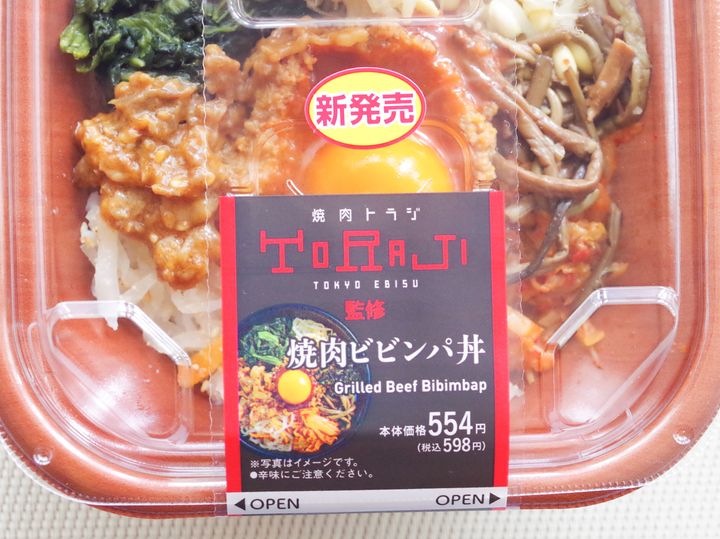 新発売
焼肉トラジ
TORAJI
TOKYO EBISU
監修
焼肉ビビンパ丼
Grilled Beef Bibimbap
本体価格554円
(税込598円)
※写真はイメージです。
●辛味にご注意ください。
◀OPEN OPEN▶